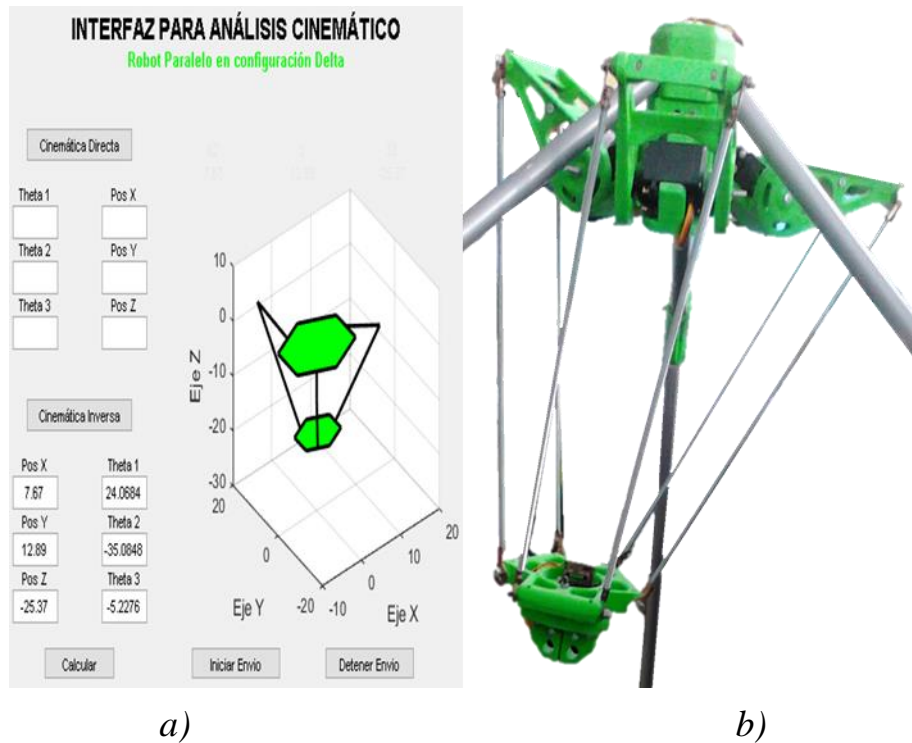 INTERFAZ PARA ANÁLISIS CINEMÁTICO
Robot Paralelo en configuración Delta
Cinemática Directa
Theta 1 Pos X
Theta 2 Pos Y
Theta 3 Pos Z
Cinemática Inversa
Pos X Theta 1
7.67 24.0684
Pos Y Theta 2
12.89 -35.0848
Pos Z Theta 3
-25.37 -5.2276
Calcular Iniciar Envio Detener Envio
10
0
-10
-20
-30
Eje Z
20
0
-20
Eje Y
-10
0
10
20
Eje X
a) b)